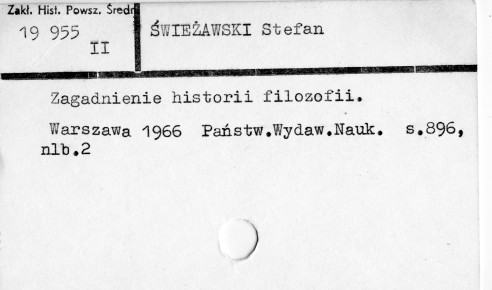 Zakł. Hist. Powsz. Średn
19 955
II
ŚWIEŻAWSKI Stefan
Zagadnienie historii filozofii.
Warszawa 1966 Państw.Wydaw.Nauk. s.896,
nlb.2